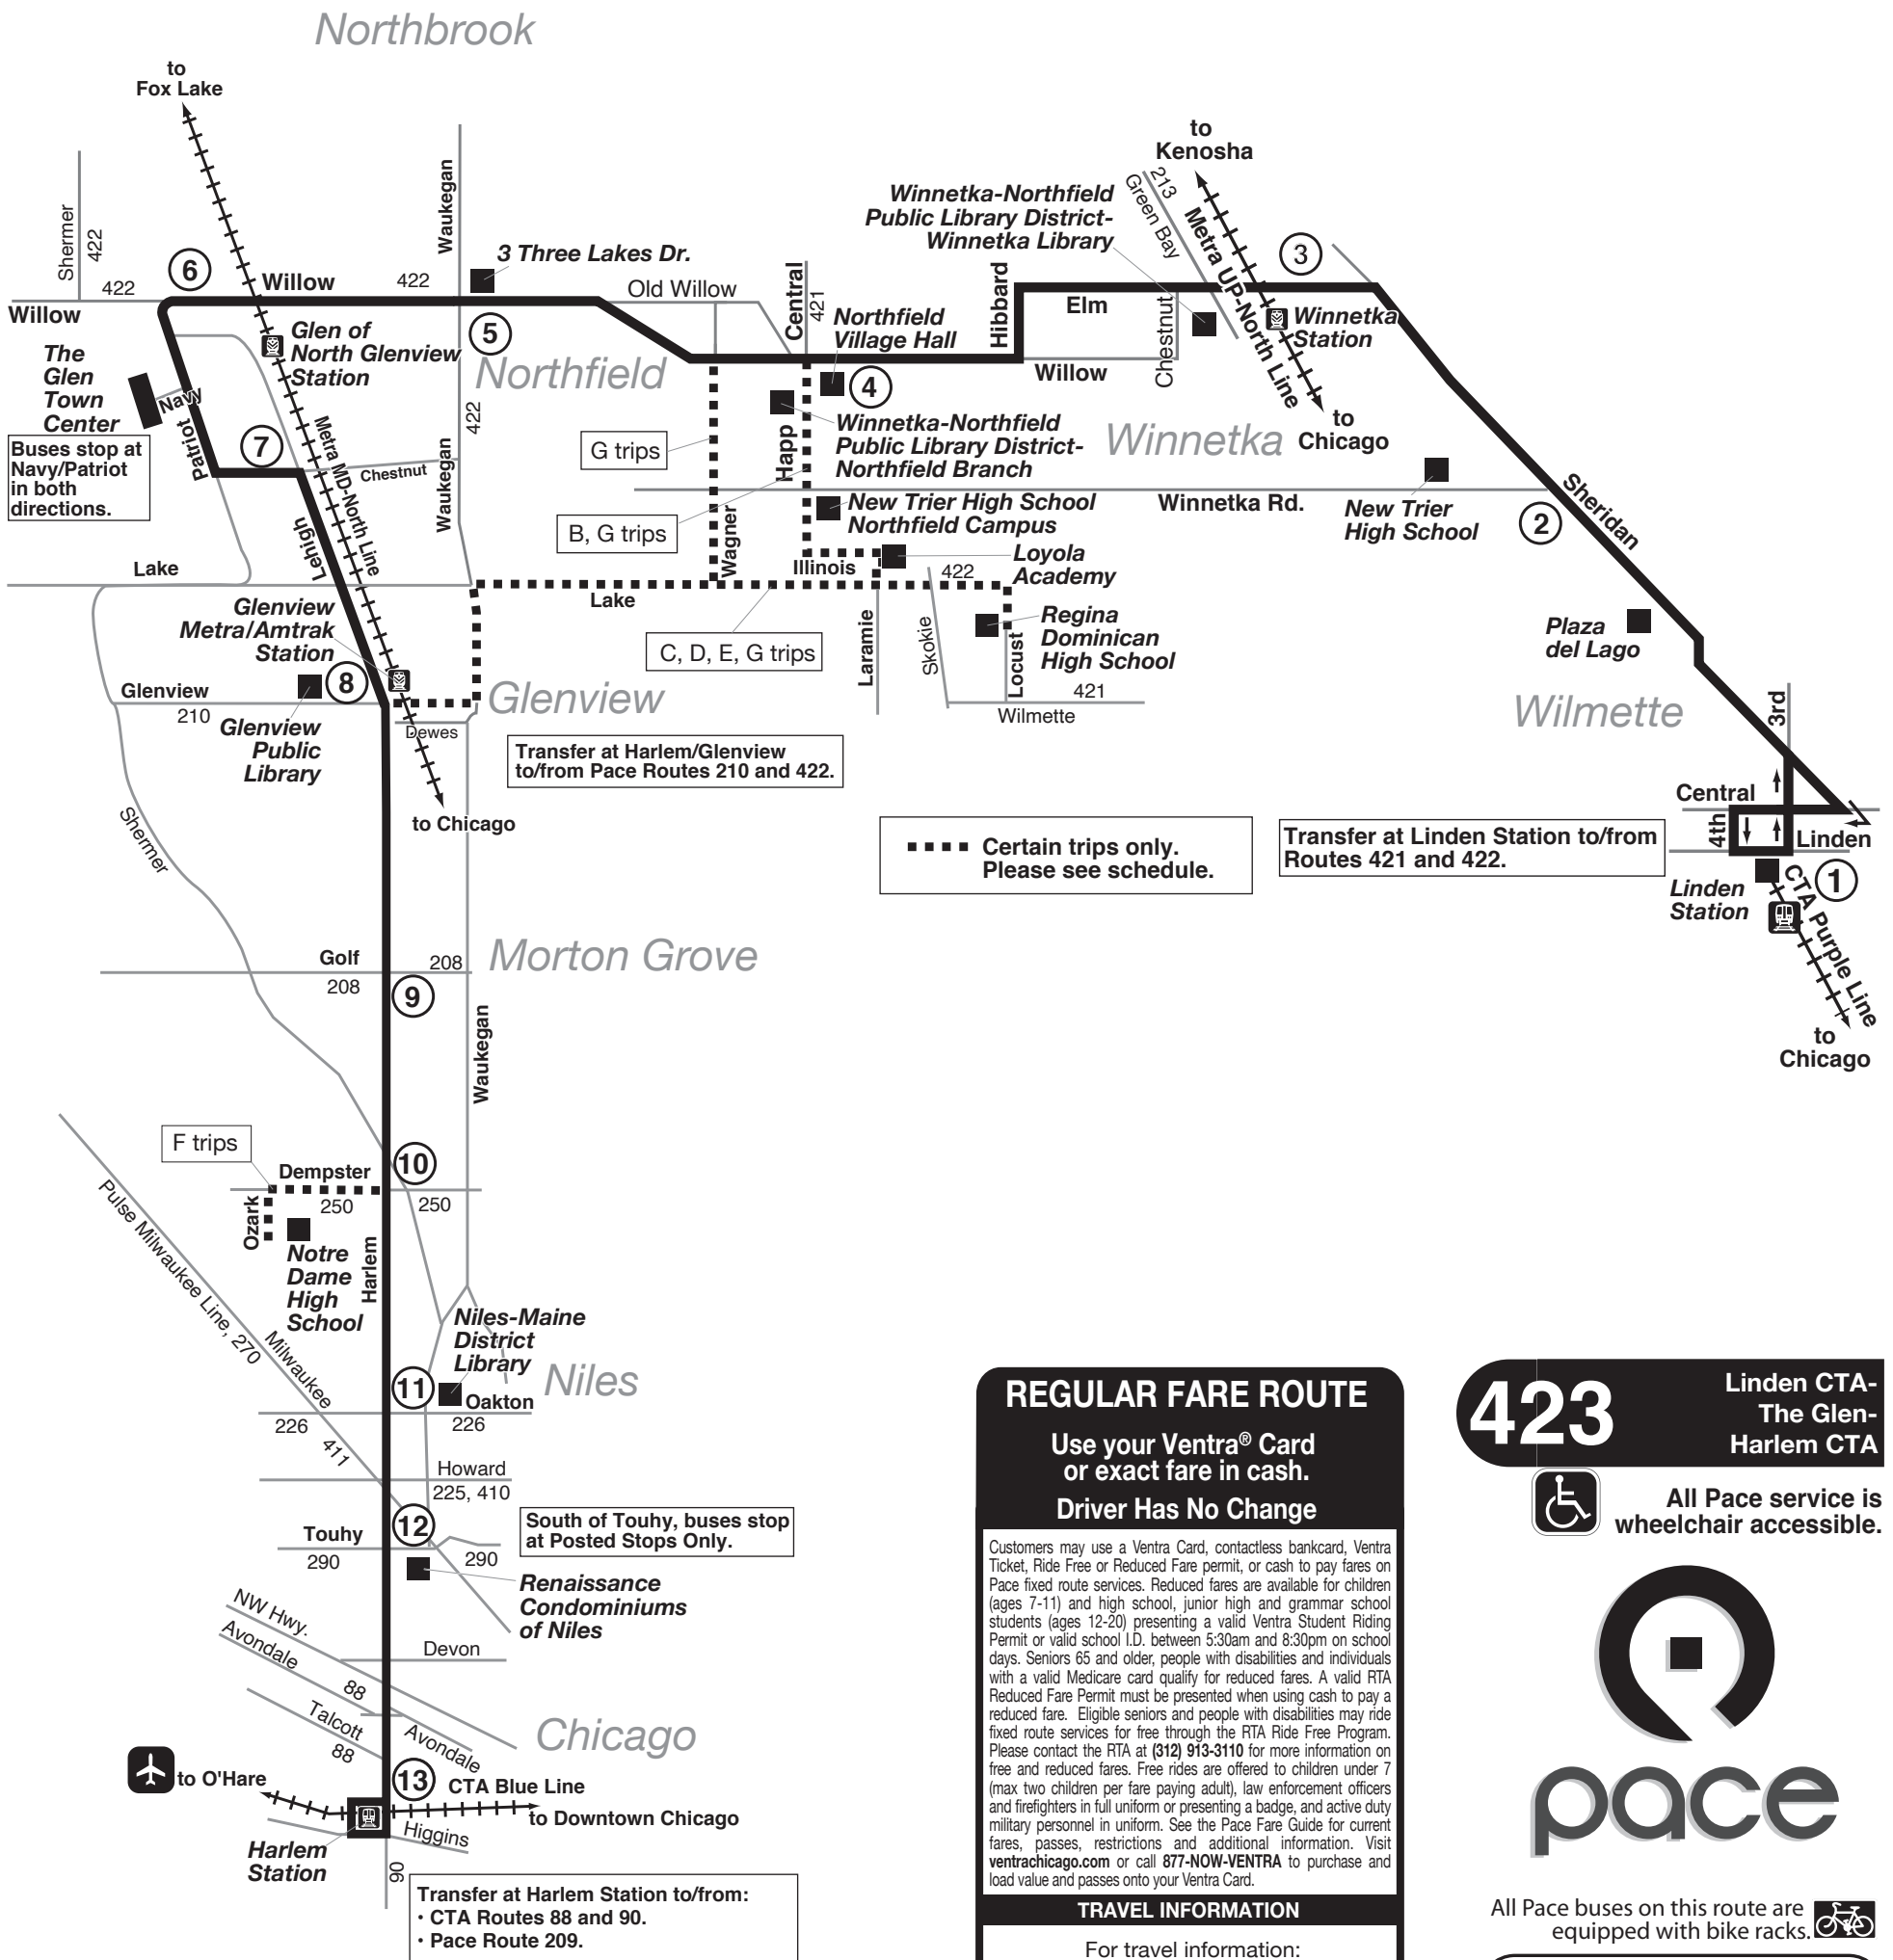 Northbrook
to
Fox Lake
Shermer
422
422
Willow
6
Willow
422
Waukegan
3 Three Lakes Dr.
5
Old Willow
Central
421
Northfield
Village Hall
4
Hibbard
Elm
Willow
Chestnut
Winnetka-Northfield
Public Library District-
Winnetka Library
213
Green Bay
to
Kenosha
Metra UP-North Line
3
Winnetka
Station
to
Chicago
The
Glen
Town
Center
Navy
Patriot
Buses stop at
Navy/Patriot
in both
directions.
7
Glen of
North Glenview
Station
Metra MD-North Line
Northfield
422
Waukegan
Chestnut
Lehigh
G trips
Happ
Winnetka-Northfield
Public Library District-
Northfield Branch
Winnetka
B, G trips
Wagner
New Trier High School
Northfield Campus
Winnetka Rd.
New Trier
High School
2
Sheridan
Illinois
Loyola
Academy
422
Lake
Lake
C, D, E, G trips
Laramie
Skokie
Regina
Dominican
High School
Locust
421
Wilmette
Plaza
del Lago
Wilmette
Glenview
Metra/Amtrak
Station
8
Glenview
210
Glenview
Public
Library
Glenview
Dewes
Transfer at Harlem/Glenview
to/from Pace Routes 210 and 422.
to Chicago
Shermer
Certain trips only.
Please see schedule.
Transfer at Linden Station to/from
Routes 421 and 422.
3rd
Central
4th
Linden
Linden
Station
1
CTA Purple Line
to
Chicago
Golf
208
208
9
Morton Grove
Waukegan
F trips
10
Dempster
250
250
Ozark
Notre
Dame
High
School
Harlem
Pulse Milwaukee Line, 270
Milwaukee
411
Niles-Maine
District
Library
Niles
11
Oakton
226
226
Howard
225, 410
12
Touhy
290
290
South of Touhy, buses stop
at Posted Stops Only.
Renaissance
Condominiums
of Niles
NW Hwy.
Avondale
88
Devon
Talcott
88
Avondale
Chicago
13
to O'Hare
CTA Blue Line
to Downtown Chicago
Higgins
Harlem
Station
90
Transfer at Harlem Station to/from:
• CTA Routes 88 and 90.
• Pace Route 209.
REGULAR FARE ROUTE
Use your Ventra® Card
or exact fare in cash.
Driver Has No Change
Customers may use a Ventra Card, contactless bankcard, Ventra
Ticket, Ride Free or Reduced Fare permit, or cash to pay fares on
Pace fixed route services. Reduced fares are available for children
(ages 7-11) and high school, junior high and grammar school
students (ages 12-20) presenting a valid Ventra Student Riding
Permit or valid school I.D. between 5:30am and 8:30pm on school
days. Seniors 65 and older, people with disabilities and individuals
with a valid Medicare card qualify for reduced fares. A valid RTA
Reduced Fare Permit must be presented when using cash to pay a
reduced fare. Eligible seniors and people with disabilities may ride
fixed route services for free through the RTA Ride Free Program.
Please contact the RTA at (312) 913-3110 for more information on
free and reduced fares. Free rides are offered to children under 7
(max two children per fare paying adult), law enforcement officers
and firefighters in full uniform or presenting a badge, and active duty
military personnel in uniform. See the Pace Fare Guide for current
fares, passes, restrictions and additional information. Visit
ventrachicago.com or call 877-NOW-VENTRA to purchase and
load value and passes onto your Ventra Card.
TRAVEL INFORMATION
For travel information:
423
Linden CTA-
The Glen-
Harlem CTA
All Pace service is
wheelchair accessible.
pace
All Pace buses on this route are
equipped with bike racks.